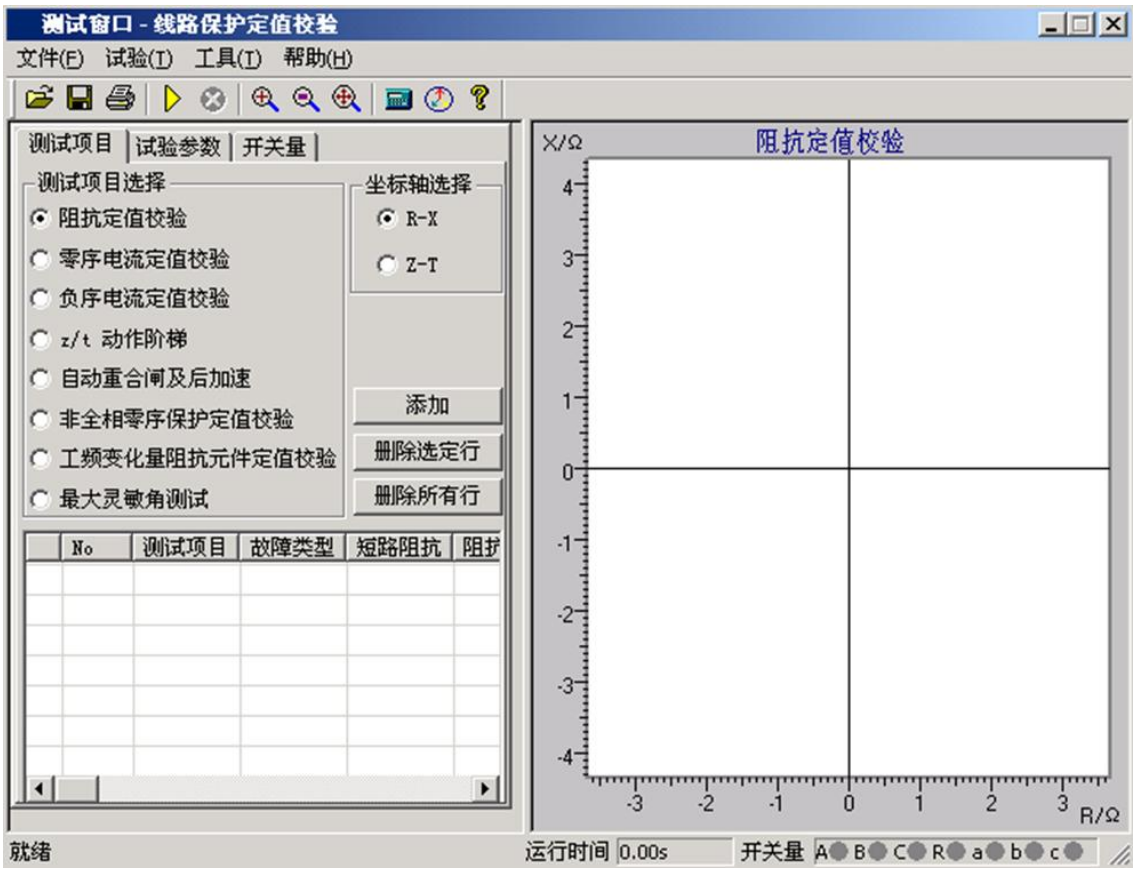 测试窗口 - 线路保护定值校验
文件(F) 试验(T) 工具(T) 帮助(H)
测试项目 试验参数 开关量
测试项目选择
阻抗定值校验
零序电流定值校验
负序电流定值校验
z/t 动作阶梯
自动重合闸及后加速
非全相零序保护定值校验
工频变化量阻抗元件定值校验
最大灵敏角测试
坐标轴选择
R-X
Z-T
添加
删除选定行
删除所有行
No 测试项目 故障类型 短路阻抗 阻抗
阻抗定值校验
X/Ω
4
3
2
1
0
-1
-2
-3
-4
-3 -2 -1 0 1 2 3
R/Ω
就绪 运行时间 0.00s 开关量 A B C R a b c